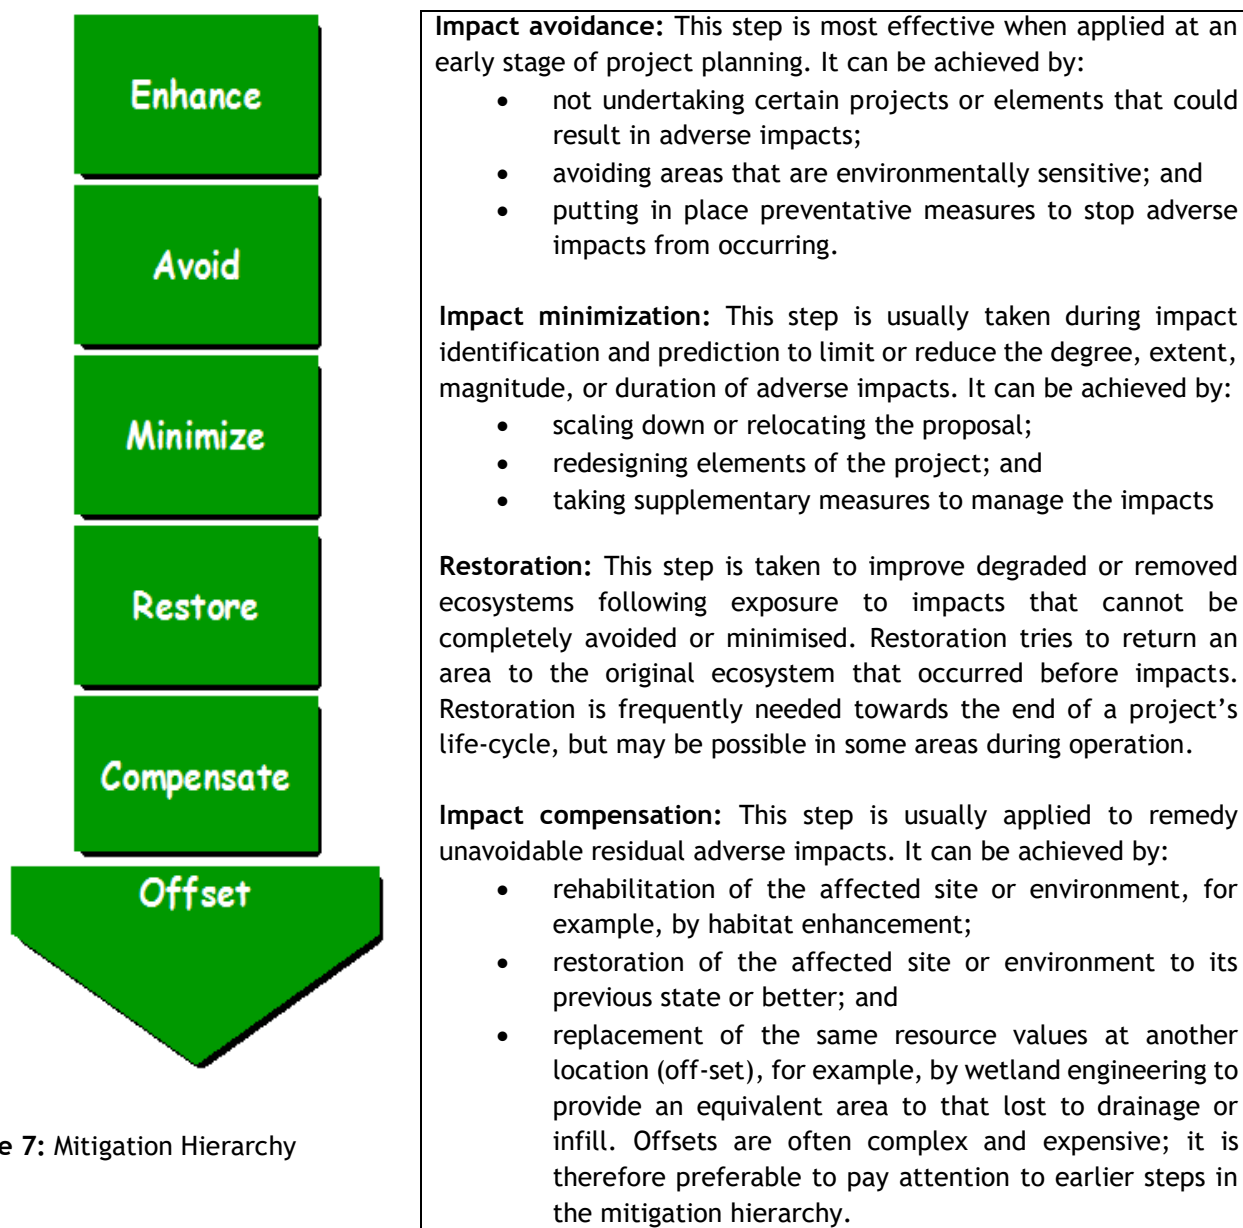 Enhance
Avoid
Minimize
Restore
Compensate
Offset
e 7: Mitigation Hierarchy
Impact avoidance: This step is most effective when applied at an
early stage of project planning. It can be achieved by:
• not undertaking certain projects or elements that could
result in adverse impacts;
• avoiding areas that are environmentally sensitive; and
• putting in place preventative measures to stop adverse
impacts from occurring.
Impact minimization: This step is usually taken during impact
identification and prediction to limit or reduce the degree, extent,
magnitude, or duration of adverse impacts. It can be achieved by:
• scaling down or relocating the proposal;
• redesigning elements of the project; and
• taking supplementary measures to manage the impacts
Restoration: This step is taken to improve degraded or removed
ecosystems following exposure to impacts that cannot be
completely avoided or minimised. Restoration tries to return an
area to the original ecosystem that occurred before impacts.
Restoration is frequently needed towards the end of a project’s
life-cycle, but may be possible in some areas during operation.
Impact compensation: This step is usually applied to remedy
unavoidable residual adverse impacts. It can be achieved by:
• rehabilitation of the affected site or environment, for
example, by habitat enhancement;
• restoration of the affected site or environment to its
previous state or better; and
• replacement of the same resource values at another
location (off-set), for example, by wetland engineering to
provide an equivalent area to that lost to drainage or
infill. Offsets are often complex and expensive; it is
therefore preferable to pay attention to earlier steps in
the mitigation hierarchy.